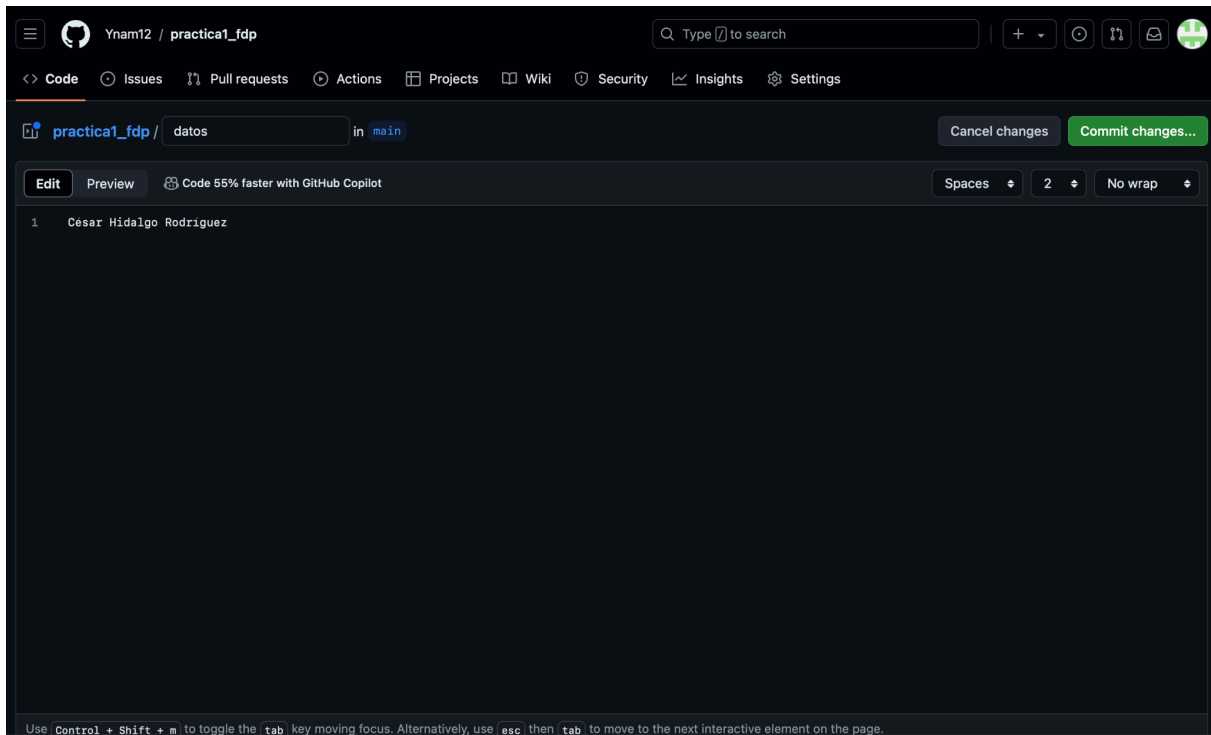 Ynam12 / practica1_fdp
Type / to search
Code Issues Pull requests Actions Projects Wiki Security Insights Settings
practica1_fdp / datos in main
Cancel changes Commit changes...
Edit Preview Code 55% faster with GitHub Copilot
Spaces 2 No wrap
1 César Hidalgo Rodríguez
Use Control + Shift + m to toggle the tab key moving focus. Alternatively, use esc then tab to move to the next interactive element on the page.